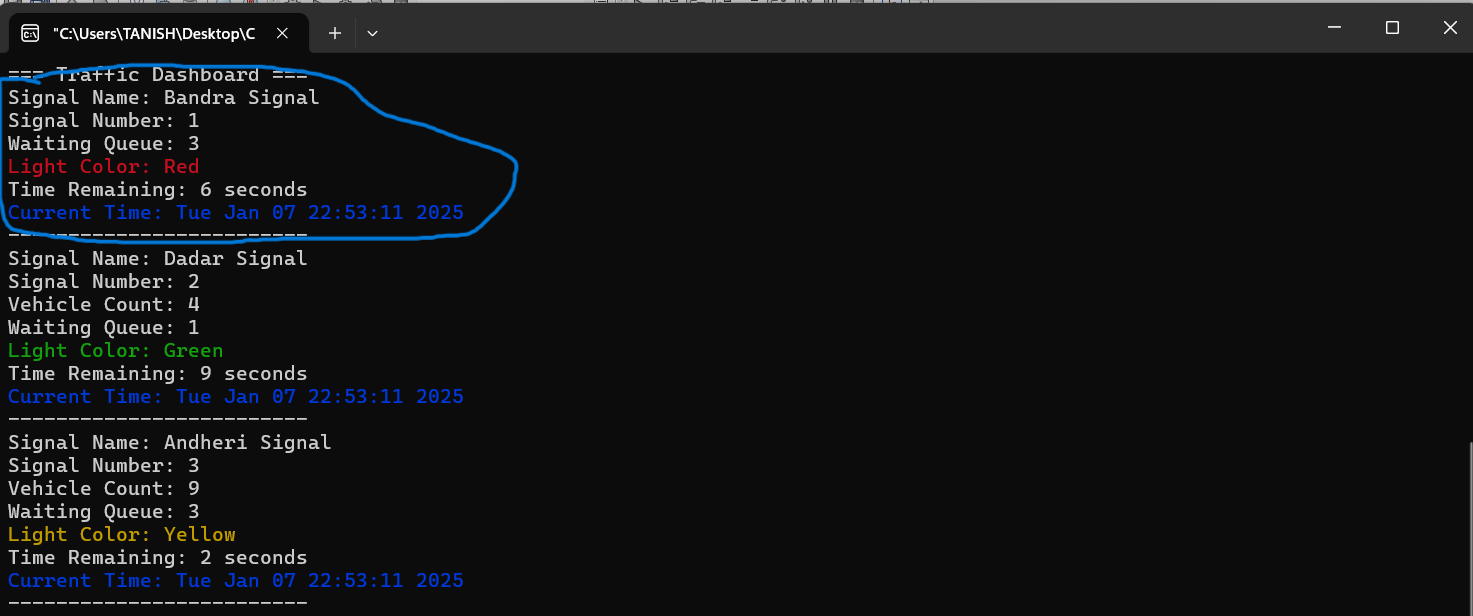 "C:\Users\TANISH\Desktop\C
=== Traffic Dashboard ===
Signal Name: Bandra Signal
Signal Number: 1
Waiting Queue: 3
Light Color: Red
Time Remaining: 6 seconds
Current Time: Tue Jan 07 22:53:11 2025
-------------------------
Signal Name: Dadar Signal
Signal Number: 2
Vehicle Count: 4
Waiting Queue: 1
Light Color: Green
Time Remaining: 9 seconds
Current Time: Tue Jan 07 22:53:11 2025
-------------------------
Signal Name: Andheri Signal
Signal Number: 3
Vehicle Count: 9
Waiting Queue: 3
Light Color: Yellow
Time Remaining: 2 seconds
Current Time: Tue Jan 07 22:53:11 2025
-------------------------